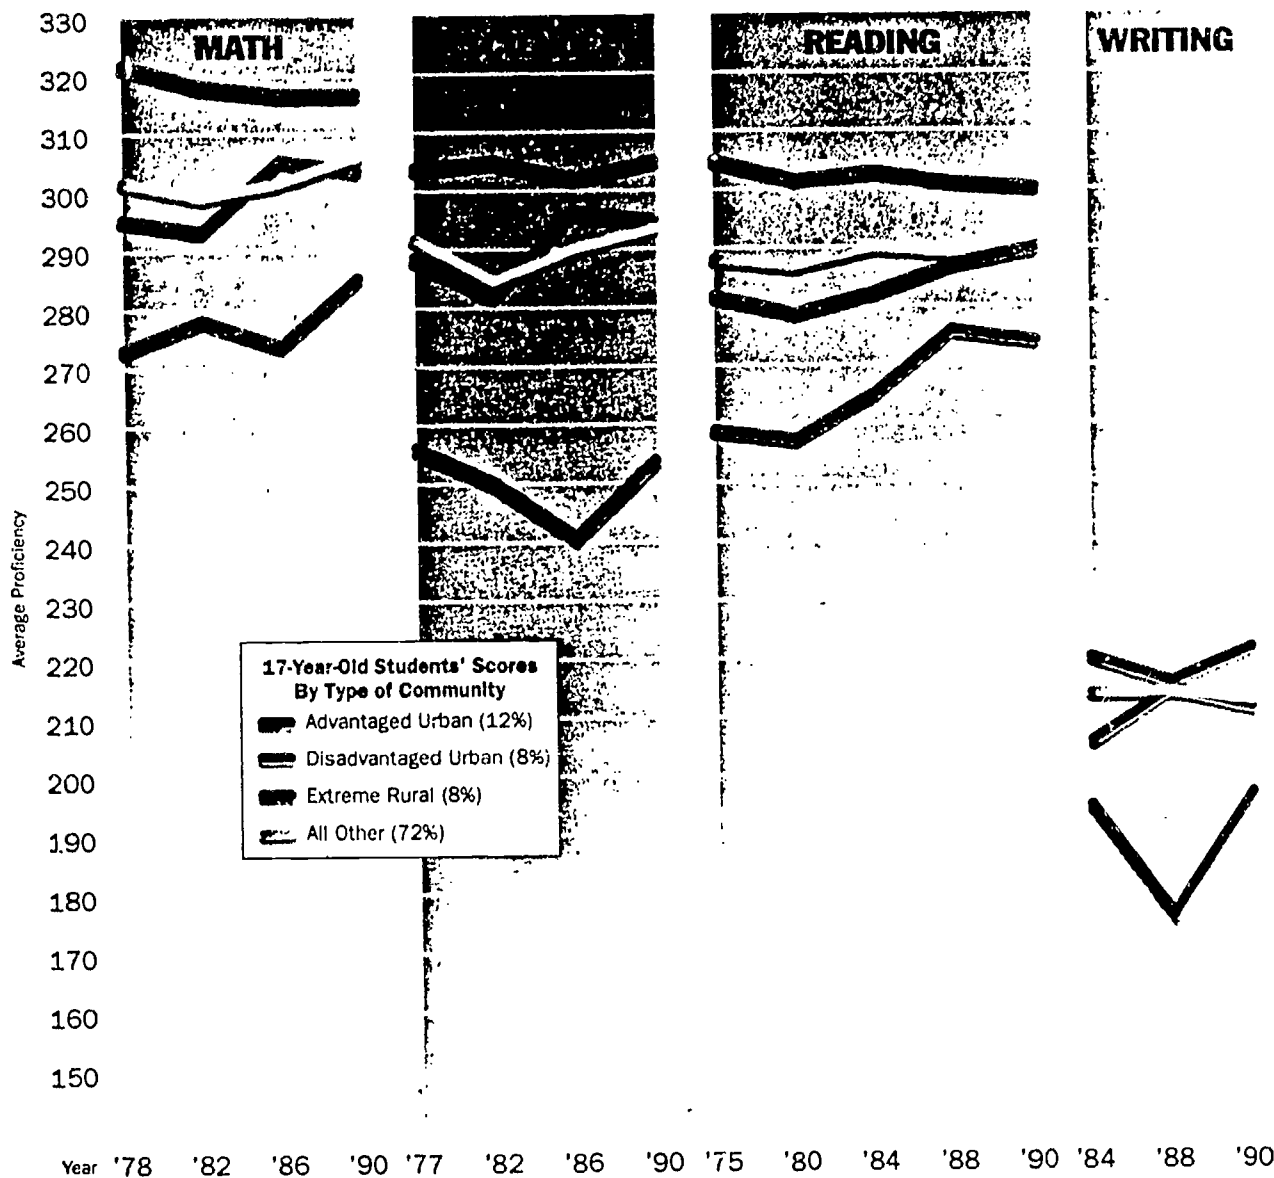 MATH
READING
WRITING
330
320
310
300
290
280
270
260
250
240
230
220
210
200
190
180
170
160
150
Average Proficiency
17-Year-Old Students' Scores
By Type of Community
Advantaged Urban (12%)
Disadvantaged Urban (8%)
Extreme Rural (8%)
All Other (72%)
Year '78 '82 '86 '90 '77 '82 '86 '90 '75 '80 '84 '88 '90 '84 '88 '90